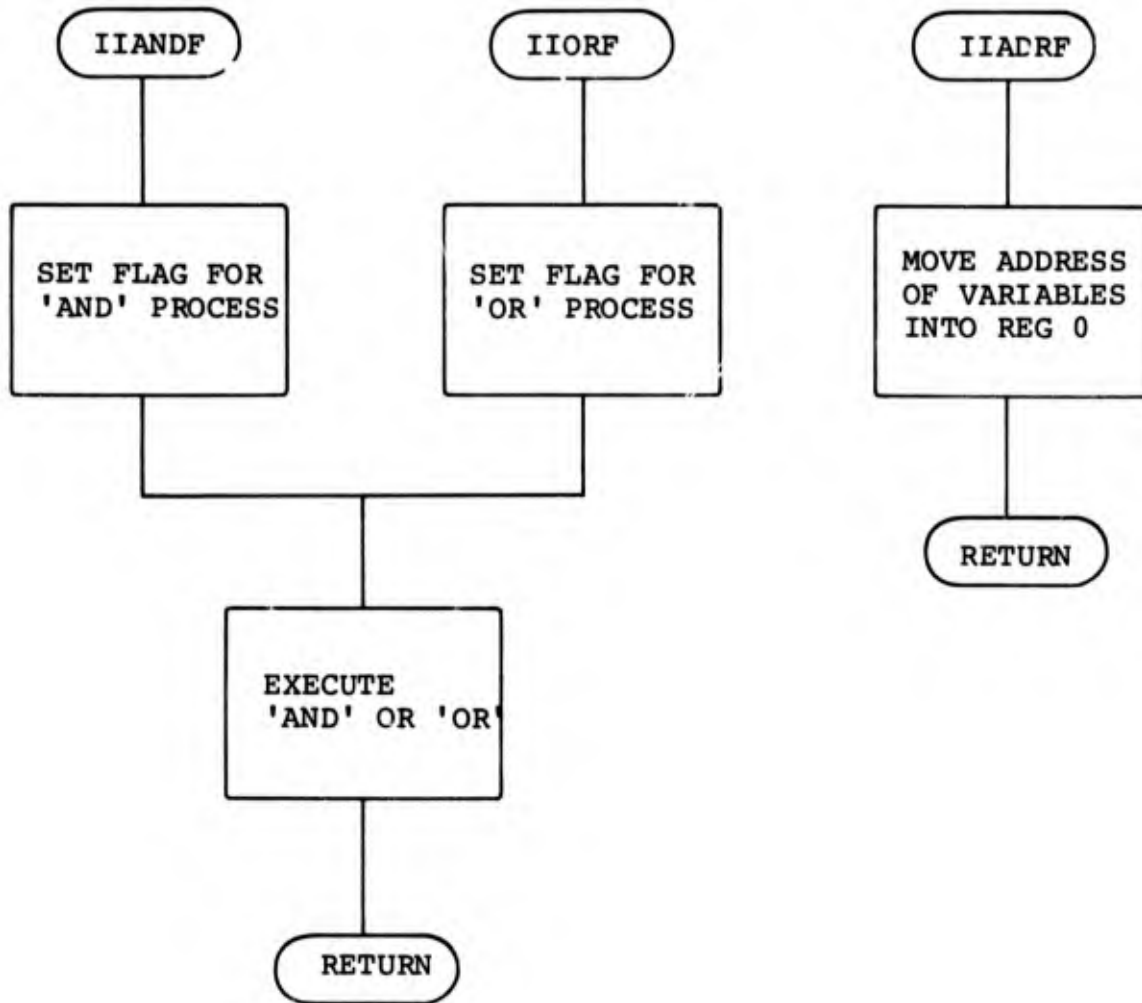 IIANDF
IIORF
IIADRF
SET FLAG FOR
'AND' PROCESS
SET FLAG FOR
'OR' PROCESS
MOVE ADDRESS
OF VARIABLES
INTO REG 0
RETURN
EXECUTE
'AND' OR 'OR'
RETURN